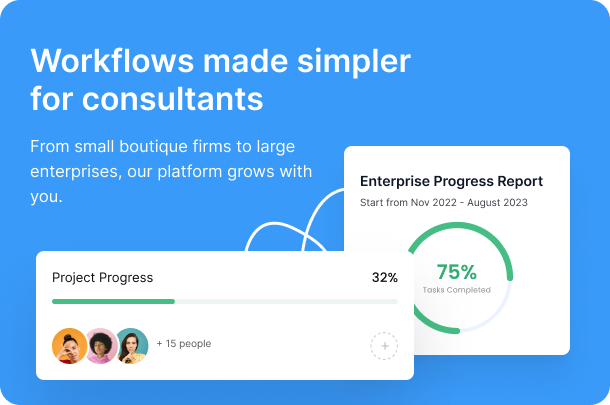 Workflows made simpler
for consultants
From small boutique firms to large
enterprises, our platform grows with
you.
Enterprise Progress Report
Start from Nov 2022 - August 2023
75%
Tasks Completed
Project Progress
32%
+ 15 people
+